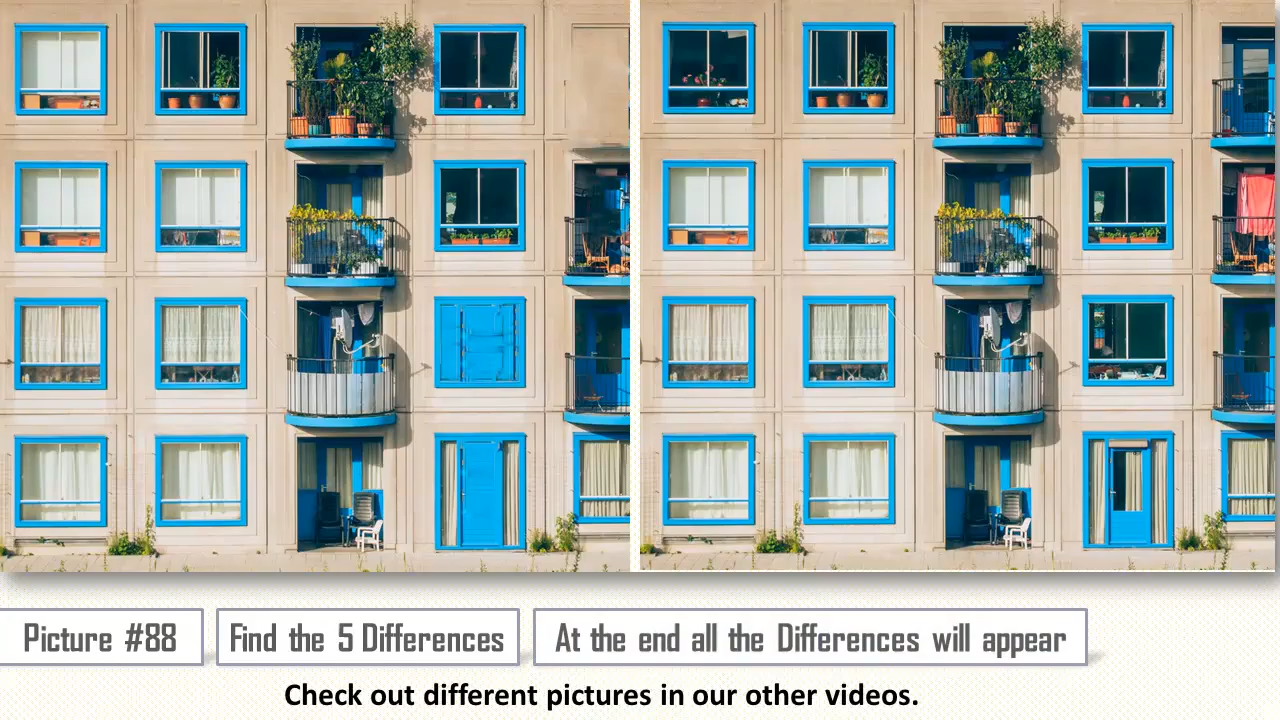 Picture #88
Find the 5 Differences
At the end all the Differences will appear
Check out different pictures in our other videos.